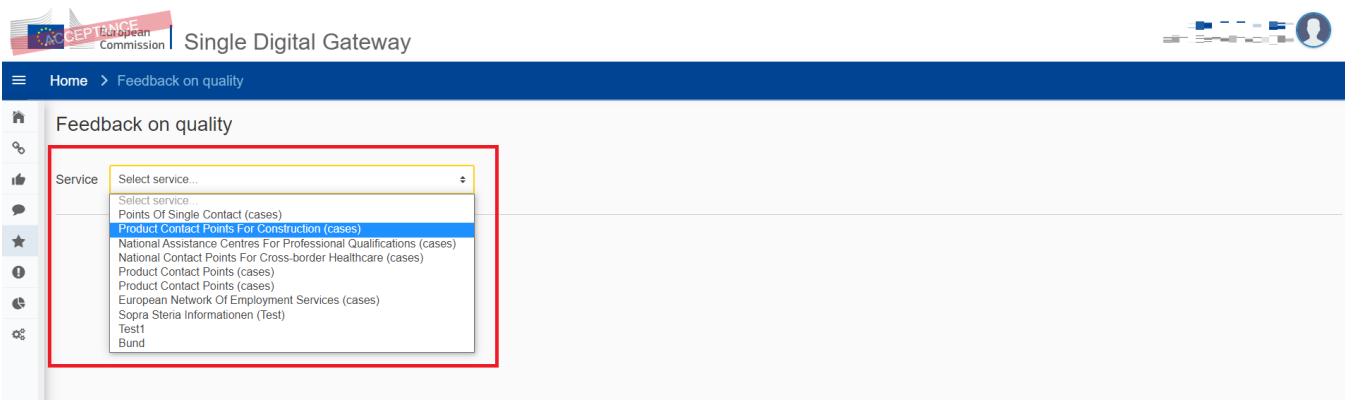 ACCEPTANCE
European
Commission
Single Digital Gateway
Home > Feedback on quality
Feedback on quality
Service
Select service...
Select service...
Points Of Single Contact (cases)
Product Contact Points For Construction (cases)
National Assistance Centres For Professional Qualifications (cases)
National Contact Points For Cross-border Healthcare (cases)
Product Contact Points (cases)
Product Contact Points (cases)
European Network Of Employment Services (cases)
Sopra Steria Informationen (Test)
Test1
Bund